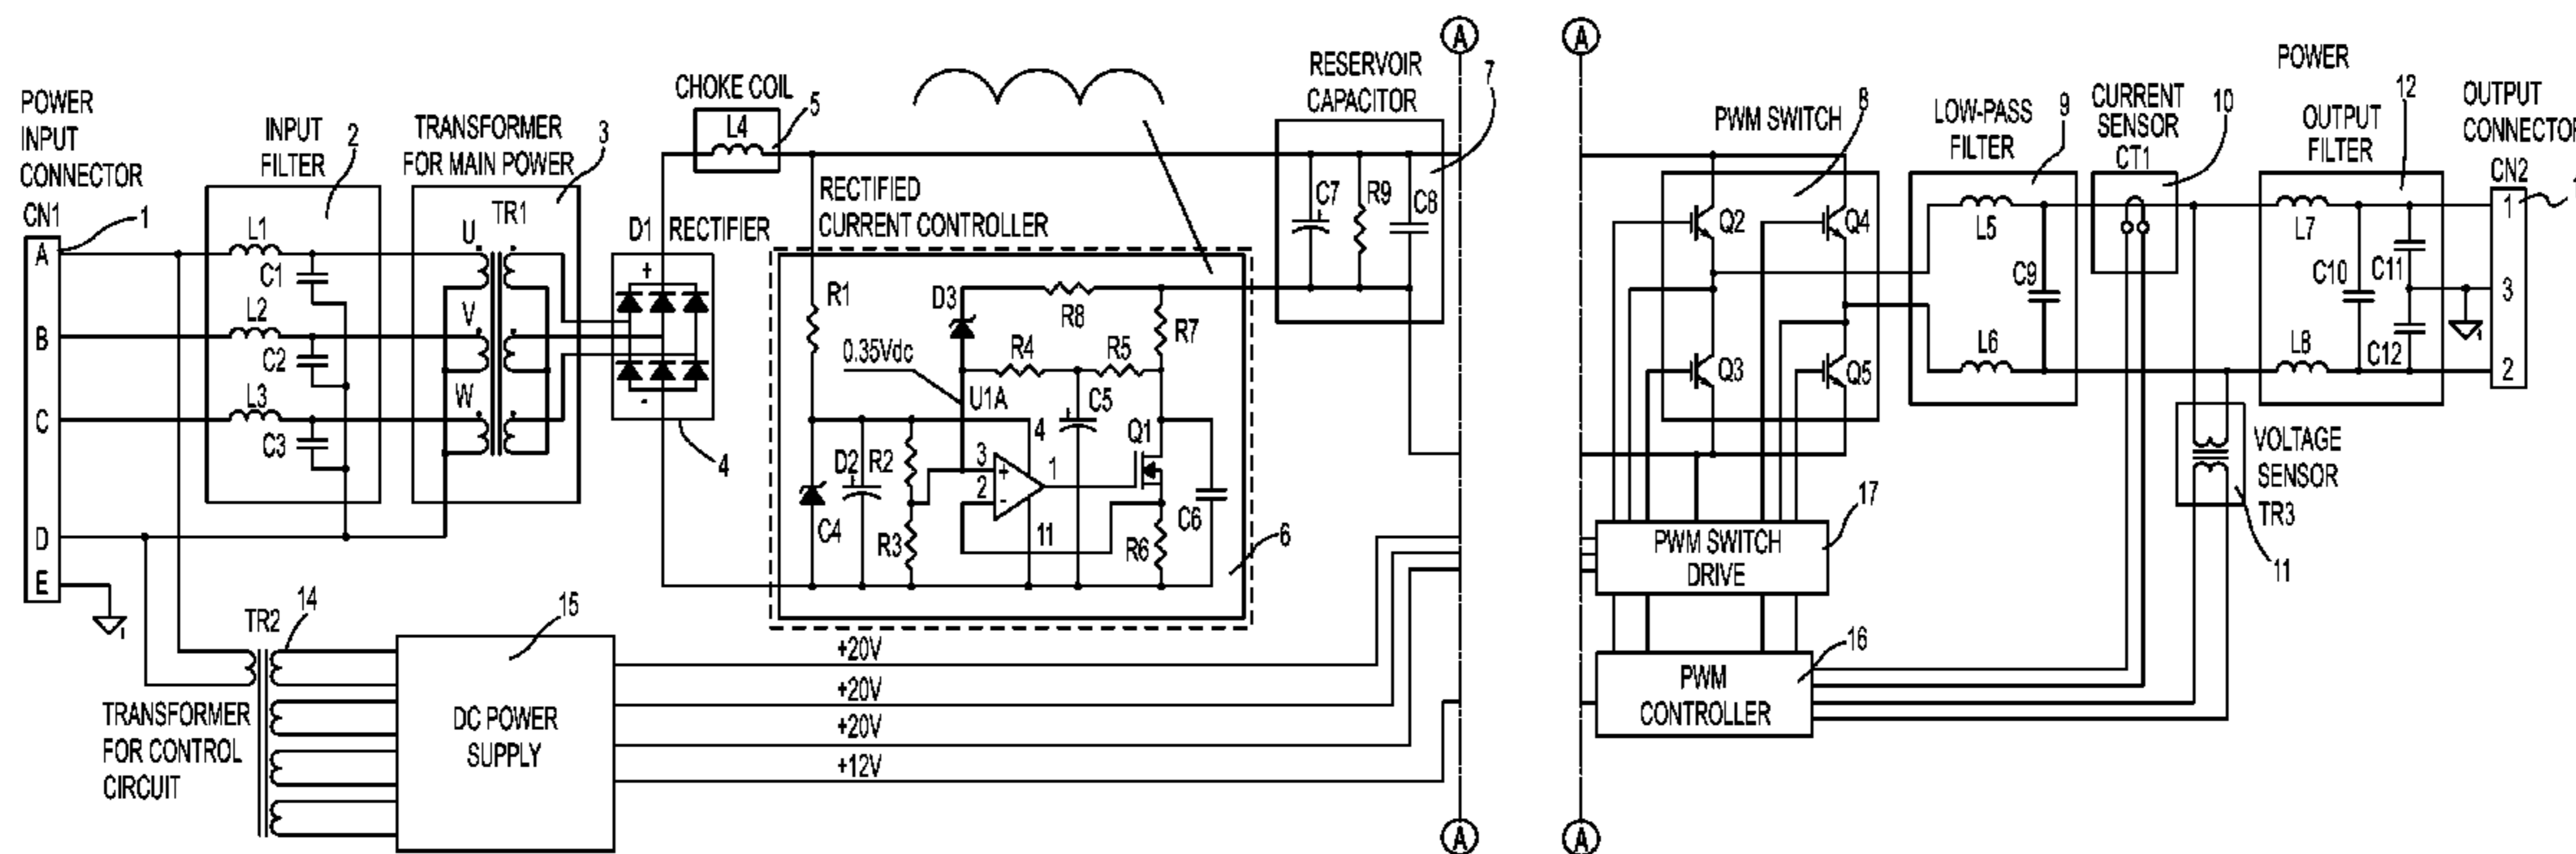 POWER
INPUT
CONNECTOR
CN1
1
A
B
C
D
E
INPUT
FILTER
2
L1
C1
L2
C2
L3
C3
TRANSFORMER
FOR MAIN POWER
3
TR1
U
V
W
TR2
14
TRANSFORMER
FOR CONTROL
CIRCUIT
15
DC POWER
SUPPLY
+20V
+20V
+20V
+12V
CHOKE COIL
5
L4
D1 RECTIFIER
+
-
4
RECTIFIED
CURRENT CONTROLLER
R1
D3
R8
R7
0.35Vdc
R4
R5
U1A
C5
4
Q1
D2
R2
3
+
1
2
-
C4
R3
11
R6
C6
6
RESERVOIR
CAPACITOR
7
C7
R9
C8
A
A
A
A
PWM SWITCH
8
Q2
Q4
Q3
Q5
17
PWM SWITCH
DRIVE
16
PWM
CONTROLLER
LOW-PASS
FILTER
9
L5
C9
L6
CURRENT
SENSOR
CT1
10
VOLTAGE
SENSOR
TR3
11
POWER
OUTPUT
FILTER
12
L7
C10
C11
C12
L8
OUTPUT
CONNECTOR
CN2
1
3
2